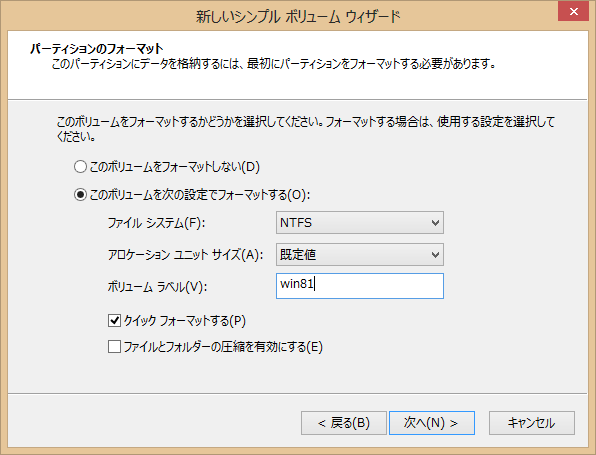 新しいシンプル ボリューム ウィザード
パーティションのフォーマット
このパーティションにデータを格納するには、最初にパーティションをフォーマットする必要があります。
このボリュームをフォーマットするかどうかを選択してください。フォーマットする場合は、使用する設定を選択して
ください。
このボリュームをフォーマットしない(D)
このボリュームを次の設定でフォーマットする(O):
ファイル システム(F): NTFS
アロケーション ユニット サイズ(A): 既定値
ボリューム ラベル(V): win81
クイック フォーマットする(P)
ファイルとフォルダーの圧縮を有効にする(E)
< 戻る(B) 次へ(N) > キャンセル